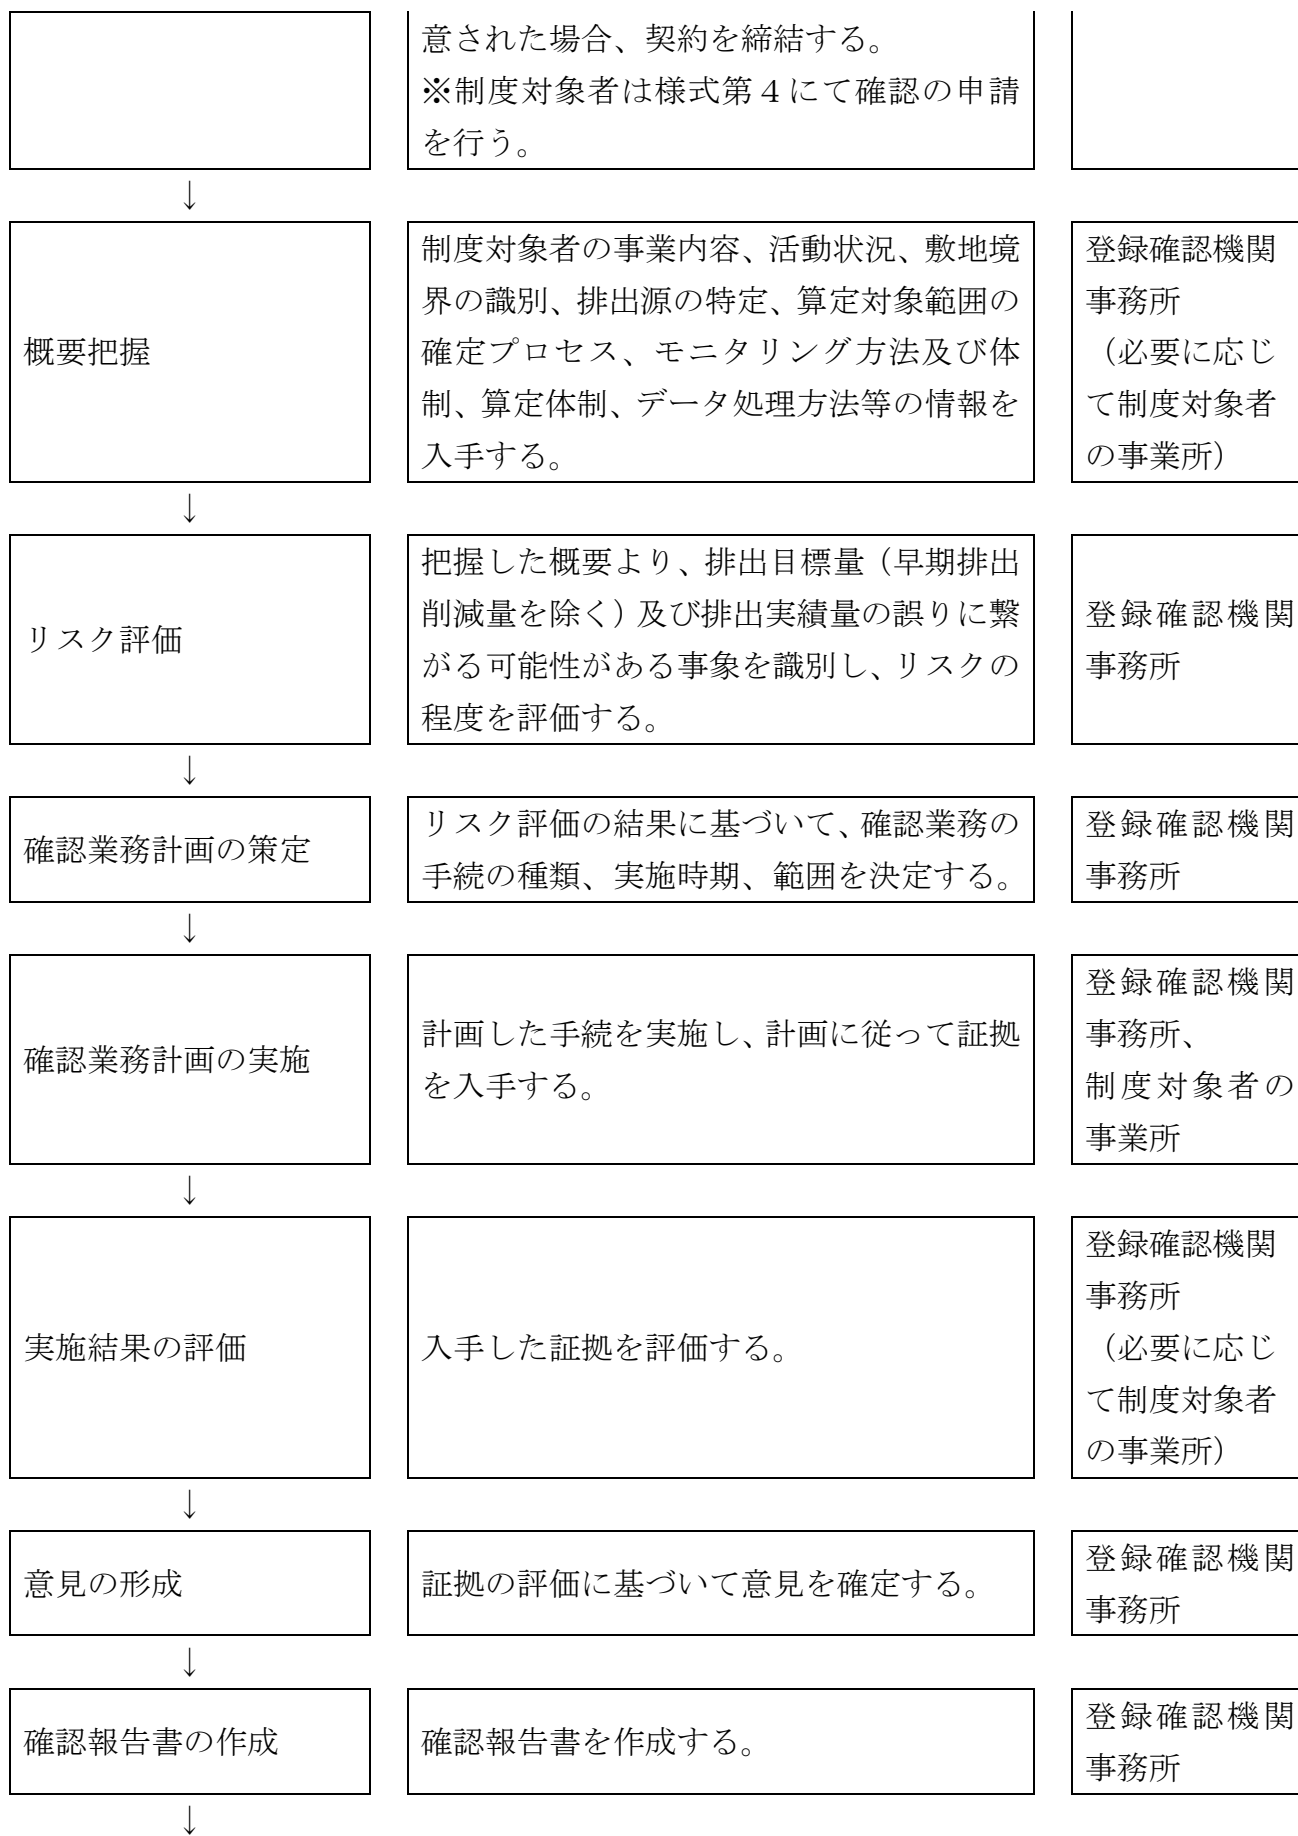 意された場合、契約を締結する。
※制度対象者は様式第４にて確認の申請
を行う。
↓
概要把握
制度対象者の事業内容、活動状況、敷地境
界の識別、排出源の特定、算定対象範囲の
確定プロセス、モニタリング方法及び体
制、算定体制、データ処理方法等の情報を
入手する。
登録確認機関
事務所
（必要に応じ
て制度対象者
の事業所）
↓
リスク評価
把握した概要より、排出目標量（早期排出
削減量を除く）及び排出実績量の誤りに繋
がる可能性がある事象を識別し、リスクの
程度を評価する。
登録確認機関
事務所
↓
確認業務計画の策定
リスク評価の結果に基づいて、確認業務の
手続の種類、実施時期、範囲を決定する。
登録確認機関
事務所
↓
確認業務計画の実施
計画した手続を実施し、計画に従って証拠
を入手する。
登録確認機関
事務所、
制度対象者の
事業所
↓
実施結果の評価
入手した証拠を評価する。
登録確認機関
事務所
（必要に応じ
て制度対象者
の事業所）
↓
意見の形成
証拠の評価に基づいて意見を確定する。
登録確認機関
事務所
↓
確認報告書の作成
確認報告書を作成する。
登録確認機関
事務所
↓